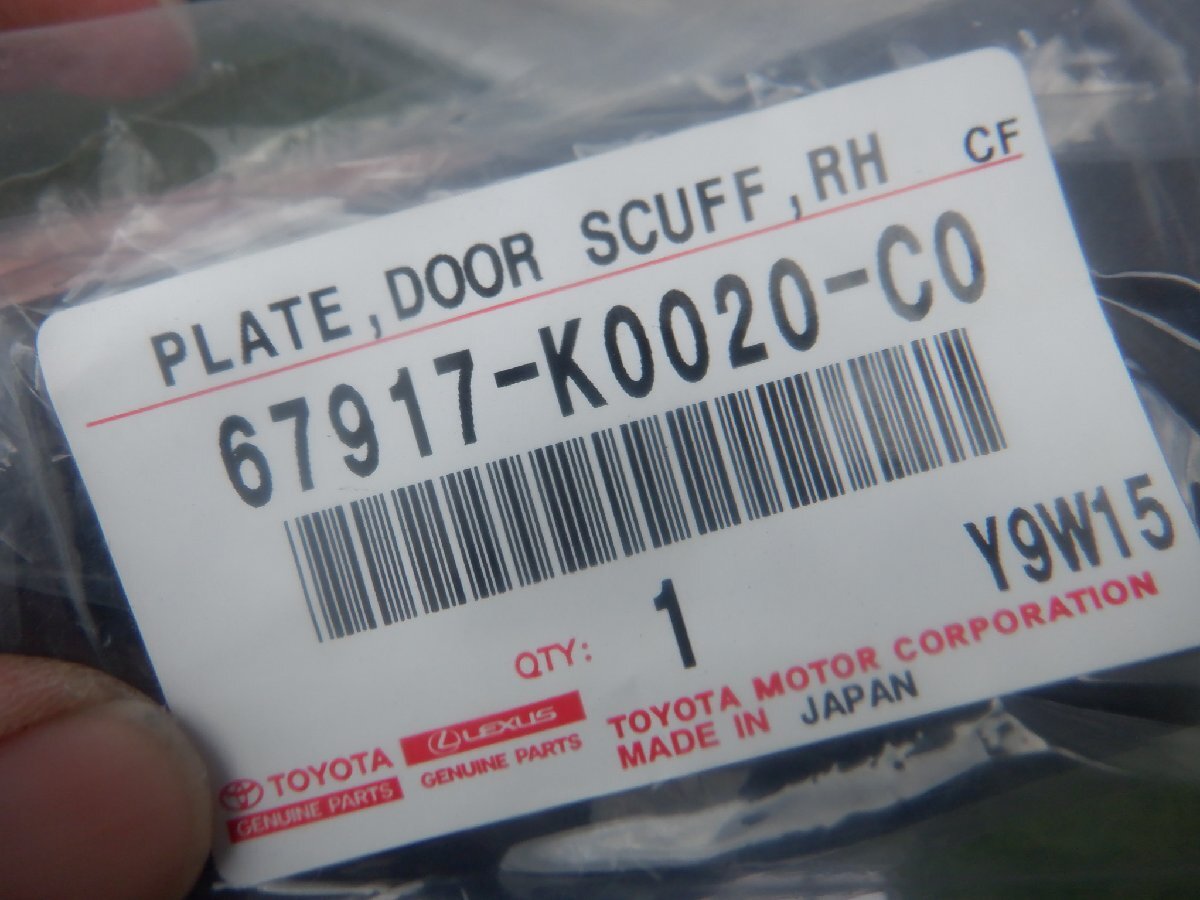 PLATE,DOOR SCUFF,RH CF
67917-K0020-C0
Y9W15
QTY: 1
TOYOTA
GENUINE PARTS
LEXUS
GENUINE PARTS
TOYOTA MOTOR CORPORATION
MADE IN JAPAN